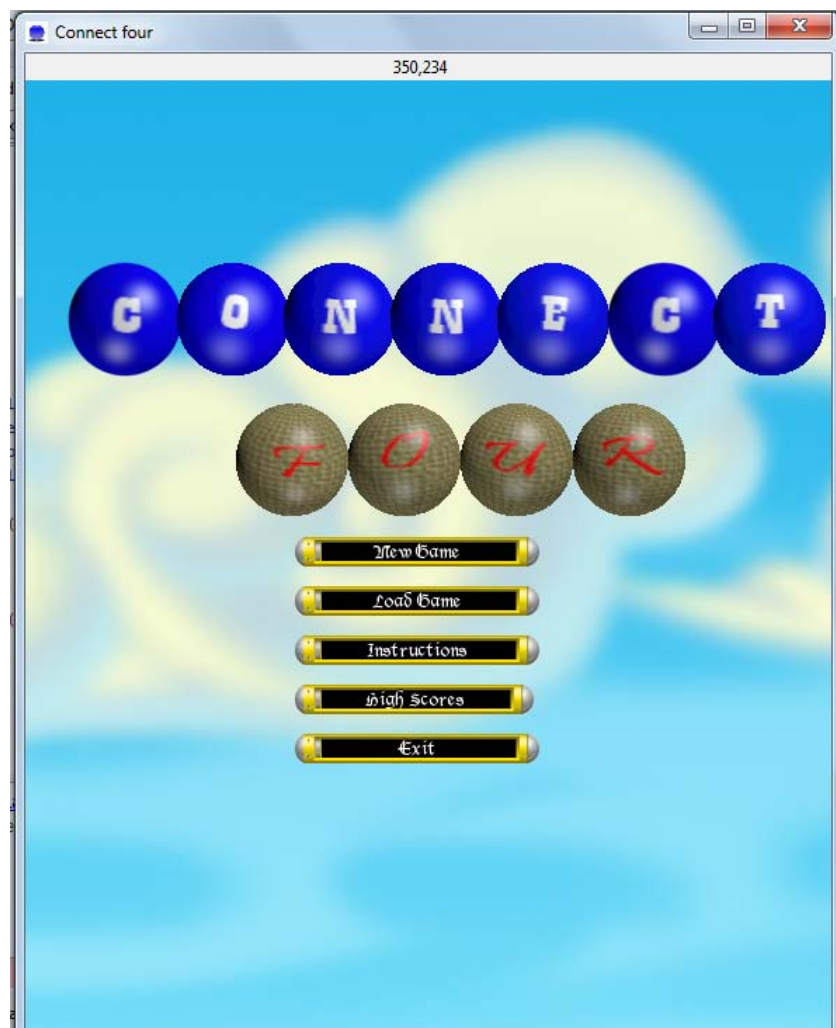 Connect four
350,234
CONNECT
FOUR
New Game
Load Game
Instructions
High Scores
Exit